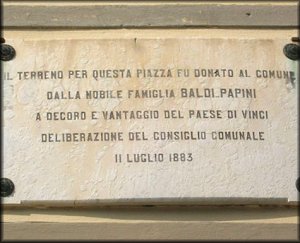 IL TERRENO PER QUESTA PIAZZA FU DONATO AL COMUNE
DALLA NOBILE FAMIGLIA BALDI.PAPINI
A DECORO E VANTAGGIO DEL PAESE DI VINCI
DELIBERAZIONE DEL CONSIGLIO COMUNALE
11 LUGLIO 1883